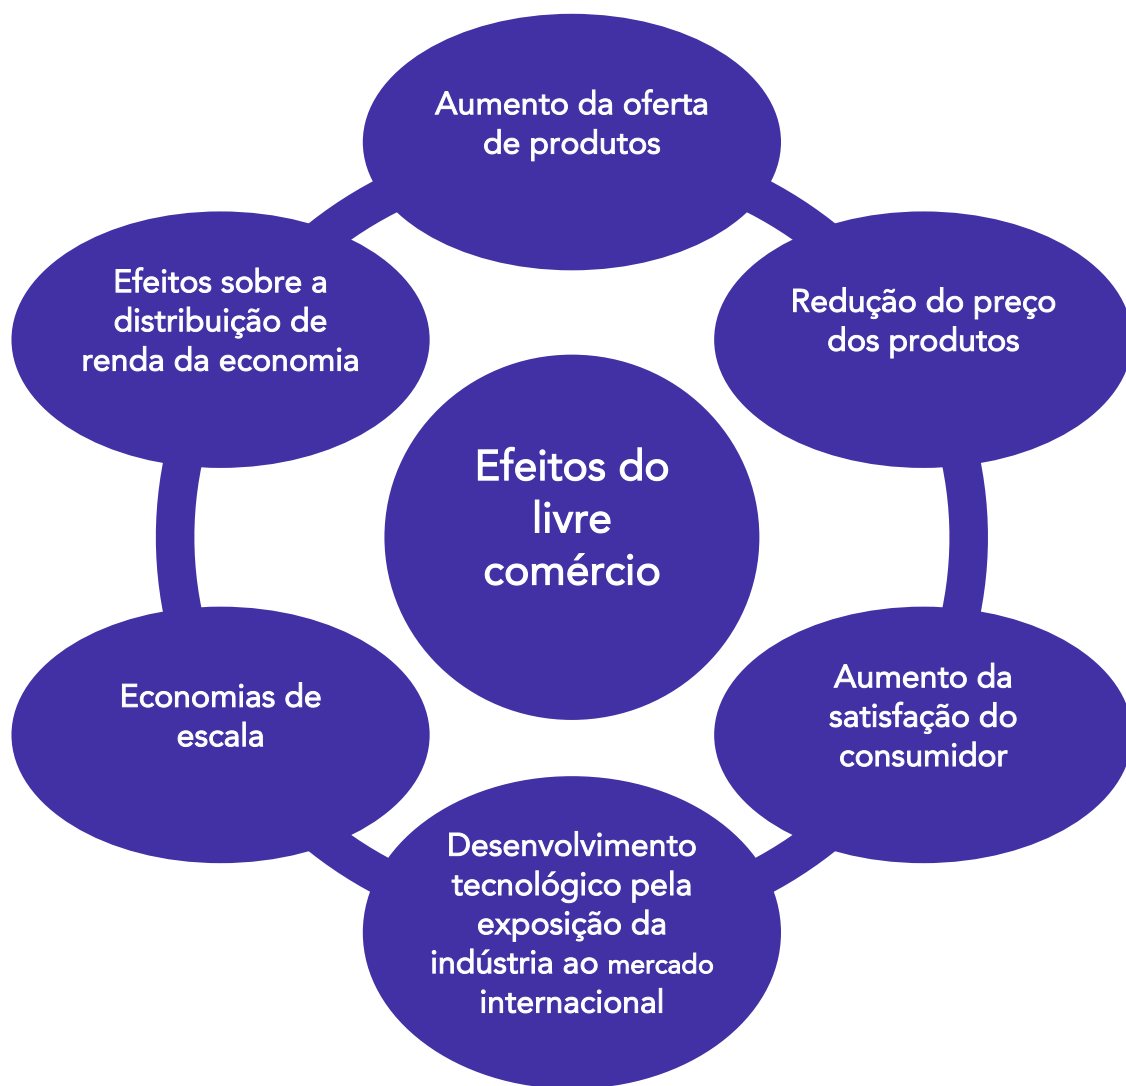 Aumento da oferta
de produtos
Redução do preço
dos produtos
Aumento da
satisfação do
consumidor
Desenvolvimento
tecnológico pela
exposição da
indústria ao mercado
internacional
Economias de
escala
Efeitos sobre a
distribuição de
renda da economia
Efeitos do
livre
comércio